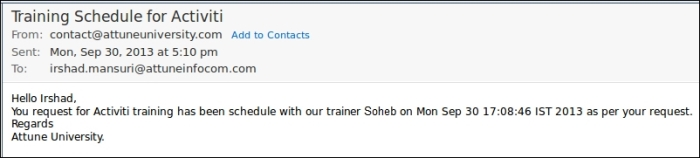 Training Schedule for Activiti
From: contact@attuneuniversity.com Add to Contacts
Sent: Mon, Sep 30, 2013 at 5:10 pm
To: irshad.mansuri@attuneinfocom.com
Hello Irshad,
You request for Activiti training has been schedule with our trainer Soheb on Mon Sep 30 17:08:46 IST 2013 as per your request.
Regards
Attune University.